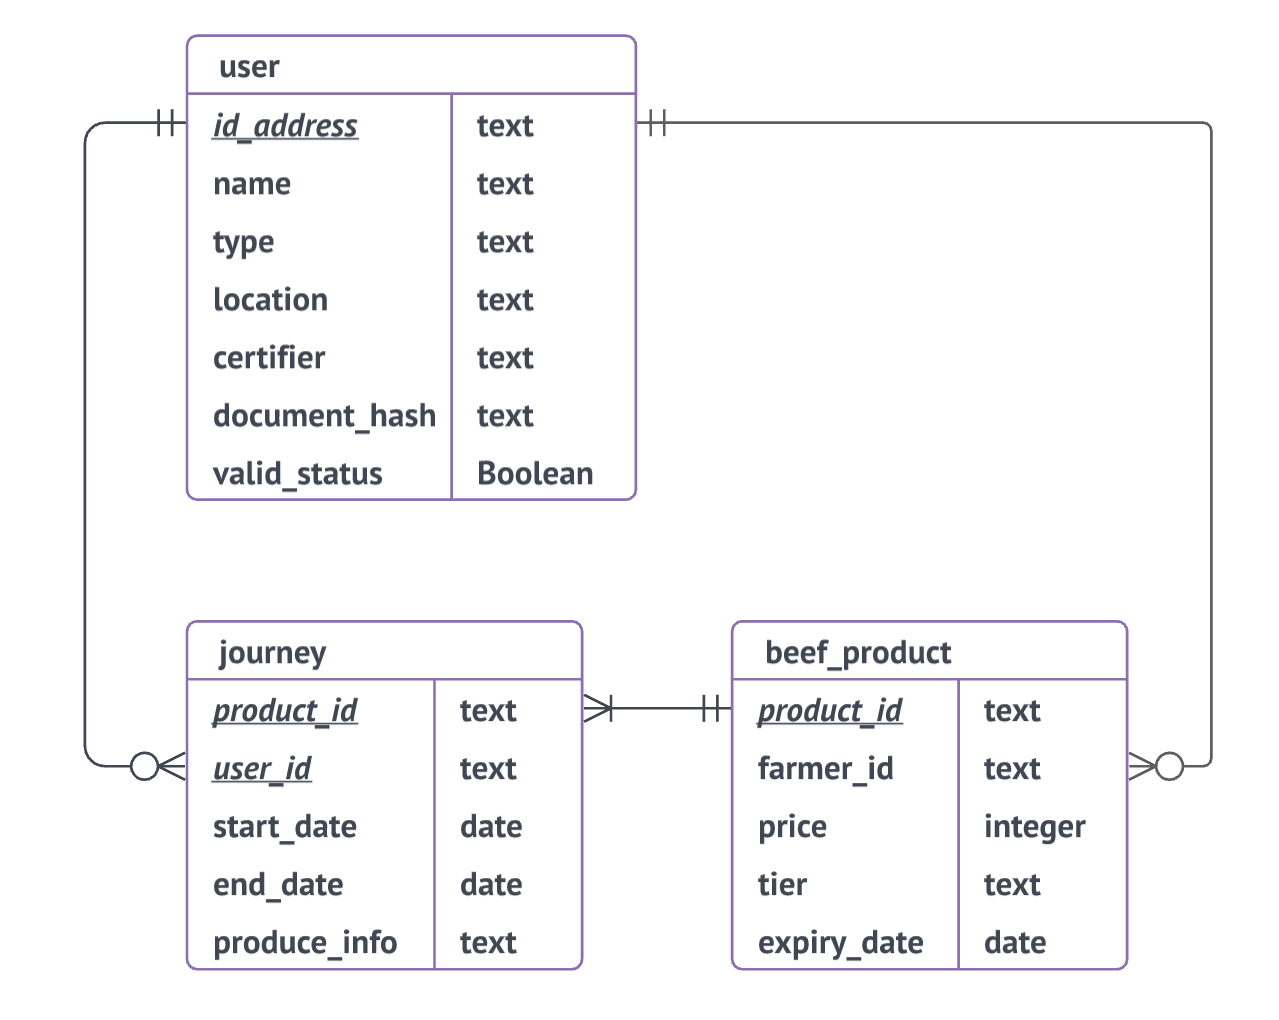 user
id_address text
name text
type text
location text
certifier text
document_hash text
valid_status Boolean
journey
product_id text
user_id text
start_date date
end_date date
produce_info text
beef_product
product_id text
farmer_id text
price integer
tier text
expiry_date date